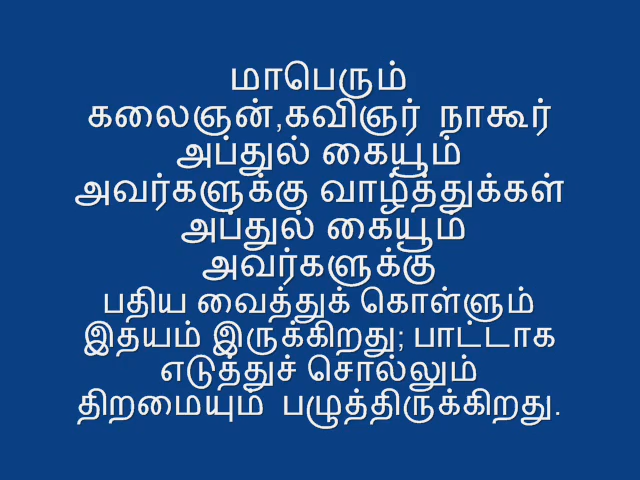 மாபெரும்
கலைஞன்,கவிஞர் நாகூர்
அப்துல் கையூம்
அவர்களுக்கு வாழ்த்துக்கள்
அப்துல் கையூம்
அவர்களுக்கு
பதிய வைத்துக் கொள்ளும்
இதயம் இருக்கிறது; பாட்டாக
எடுத்துச் சொல்லும்
திறமையும் பழுத்திருக்கிறது.